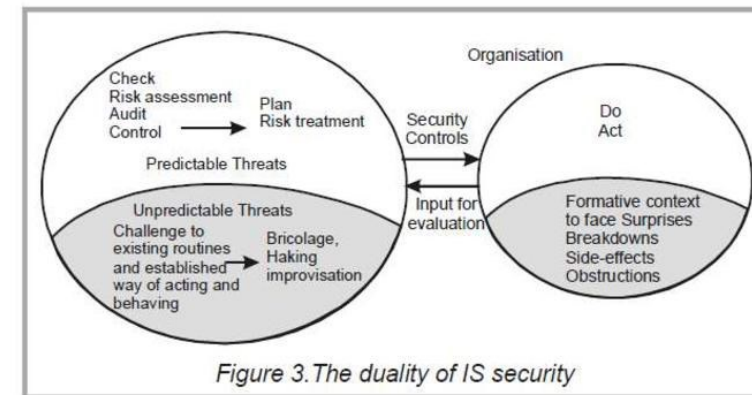 Organisation
Check
Risk assessment
Audit
Control
Plan
Risk treatment
Predictable Threats
Security
Controls
Input for
evaluation
Do
Act
Unpredictable Threats
Challenge to
existing routines
and established
way of acting and
behaving
Bricolage,
Haking
improvisation
Formative context
to face Surprises
Breakdowns
Side-effects
Obstructions
Figure 3.The duality of IS security